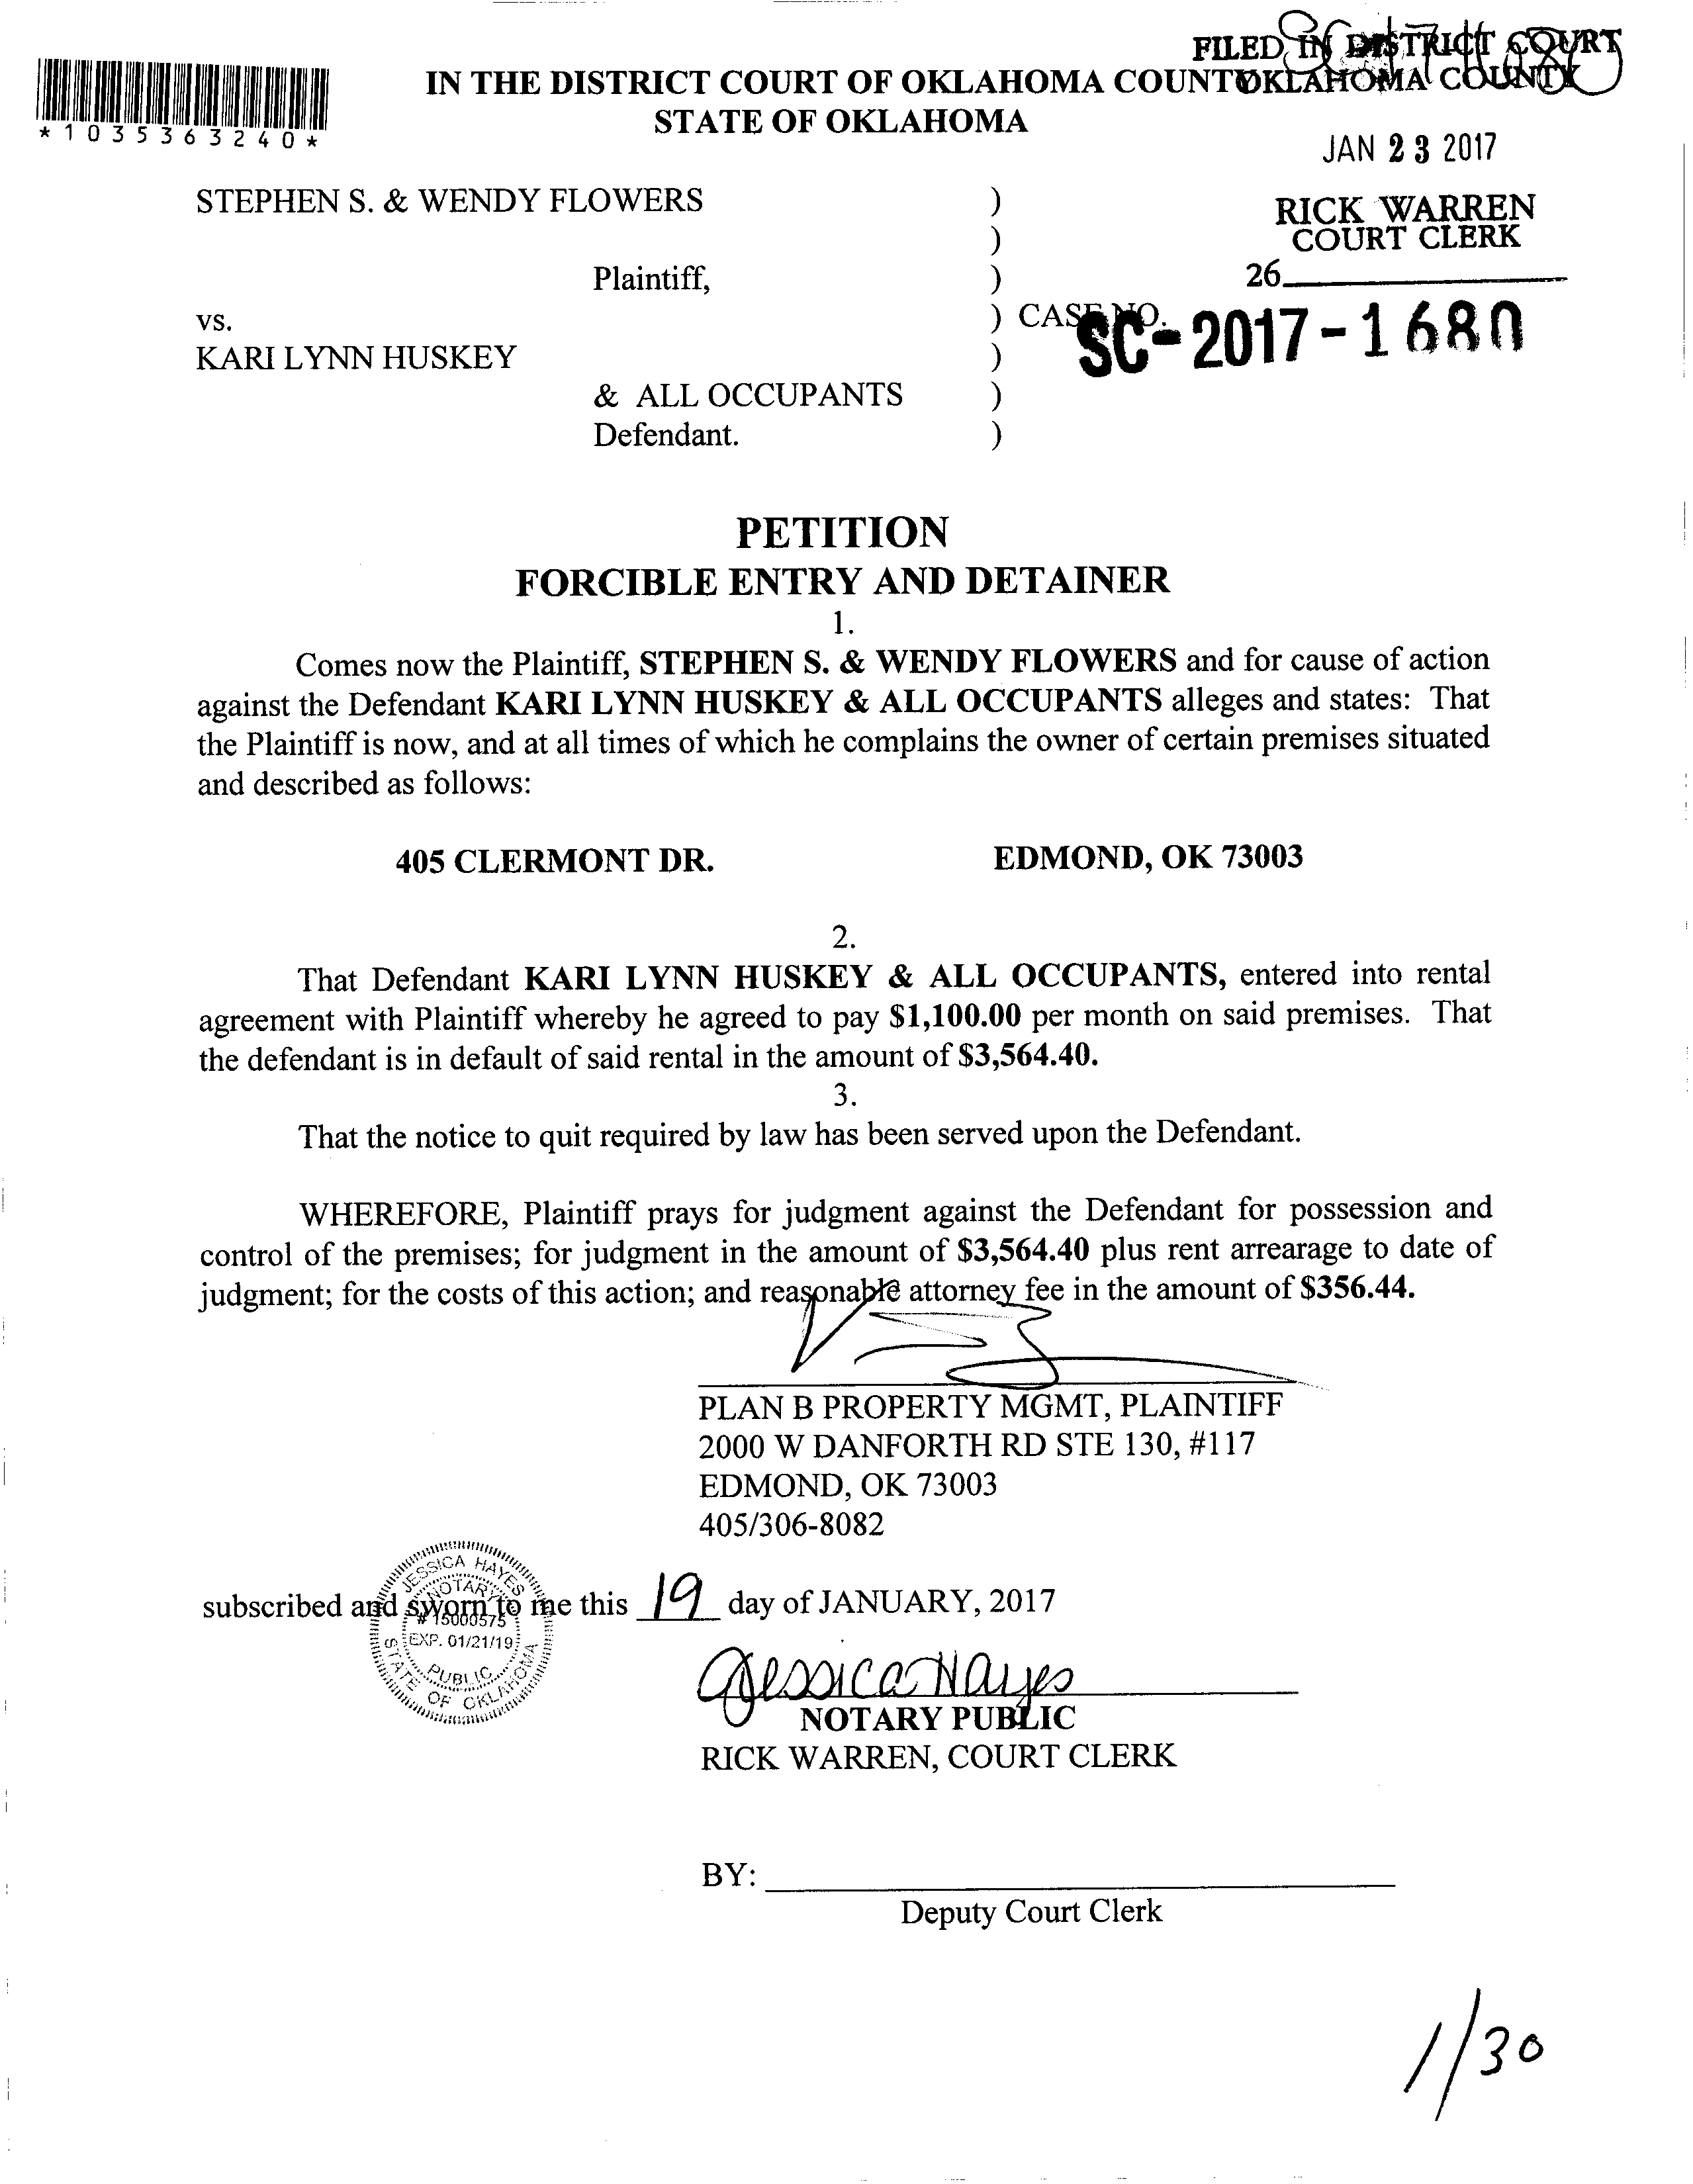 FILED IN DISTRICT COURT
OKLAHOMA COUNTY
IN THE DISTRICT COURT OF OKLAHOMA COUNTY
STATE OF OKLAHOMA
*1035363240*
JAN 23 2017
RICK WARREN
COURT CLERK
26
STEPHEN S. & WENDY FLOWERS )
)
Plaintiff, )
vs. ) CASE NO.
SC-2017-1680
KARI LYNN HUSKEY )
& ALL OCCUPANTS )
Defendant. )
PETITION
FORCIBLE ENTRY AND DETAINER
1.
Comes now the Plaintiff, STEPHEN S. & WENDY FLOWERS and for cause of action
against the Defendant KARI LYNN HUSKEY & ALL OCCUPANTS alleges and states: That
the Plaintiff is now, and at all times of which he complains the owner of certain premises situated
and described as follows:
405 CLERMONT DR. EDMOND, OK 73003
2.
That Defendant KARI LYNN HUSKEY & ALL OCCUPANTS, entered into rental
agreement with Plaintiff whereby he agreed to pay $1,100.00 per month on said premises. That
the defendant is in default of said rental in the amount of $3,564.40.
3.
That the notice to quit required by law has been served upon the Defendant.
WHEREFORE, Plaintiff prays for judgment against the Defendant for possession and
control of the premises; for judgment in the amount of $3,564.40 plus rent arrearage to date of
judgment; for the costs of this action; and reasonable attorney fee in the amount of $356.44.
PLAN B PROPERTY MGMT, PLAINTIFF
2000 W DANFORTH RD STE 130, #117
EDMOND, OK 73003
405/306-8082
subscribed and sworn to me this 19 day of JANUARY, 2017
JESSICA HAYES
NOTARY
# 15000575
EXP. 01/21/19
PUBLIC
STATE OF OKLAHOMA
Jessica Hayes
NOTARY PUBLIC
RICK WARREN, COURT CLERK
BY:
Deputy Court Clerk
1/30